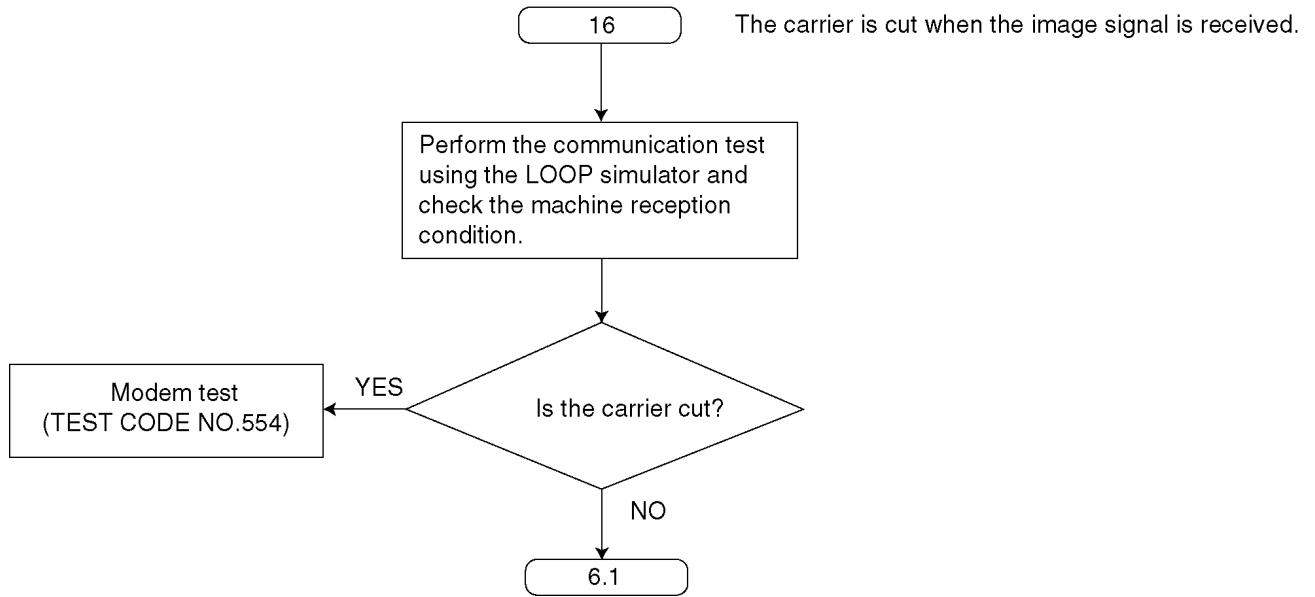 16
The carrier is cut when the image signal is received.
Perform the communication test
using the LOOP simulator and
check the machine reception
condition.
Is the carrier cut?
YES
Modem test
(TEST CODE NO.554)
NO
6.1